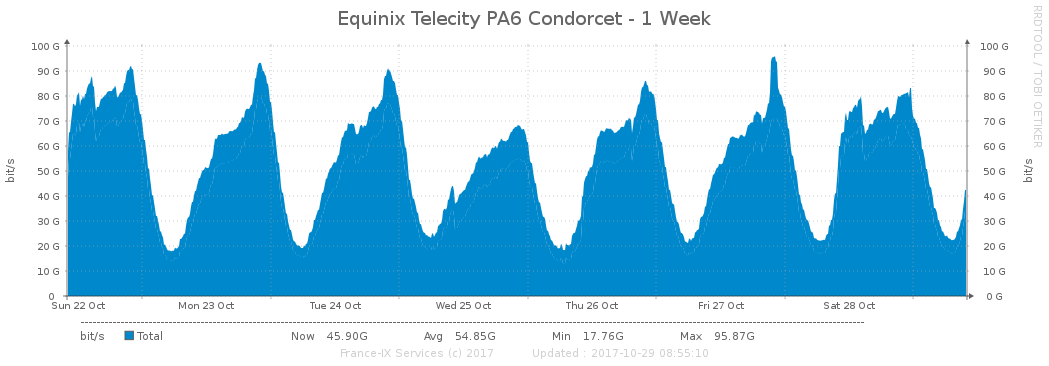 Equinix Telecity PA6 Condorcet - 1 Week
RRDTOOL / TOBI OETIKER
bit/s
100 G
90 G
80 G
70 G
60 G
50 G
40 G
30 G
20 G
10 G
0
100 G
90 G
80 G
70 G
60 G
50 G
40 G
30 G
20 G
10 G
0 G
bit/s
Sun 22 Oct Mon 23 Oct Tue 24 Oct Wed 25 Oct Thu 26 Oct Fri 27 Oct Sat 28 Oct
bit/s Total Now 45.90G Avg 54.85G Min 17.76G Max 95.87G
France-IX Services (c) 2017 Updated : 2017-10-29 08:55:10